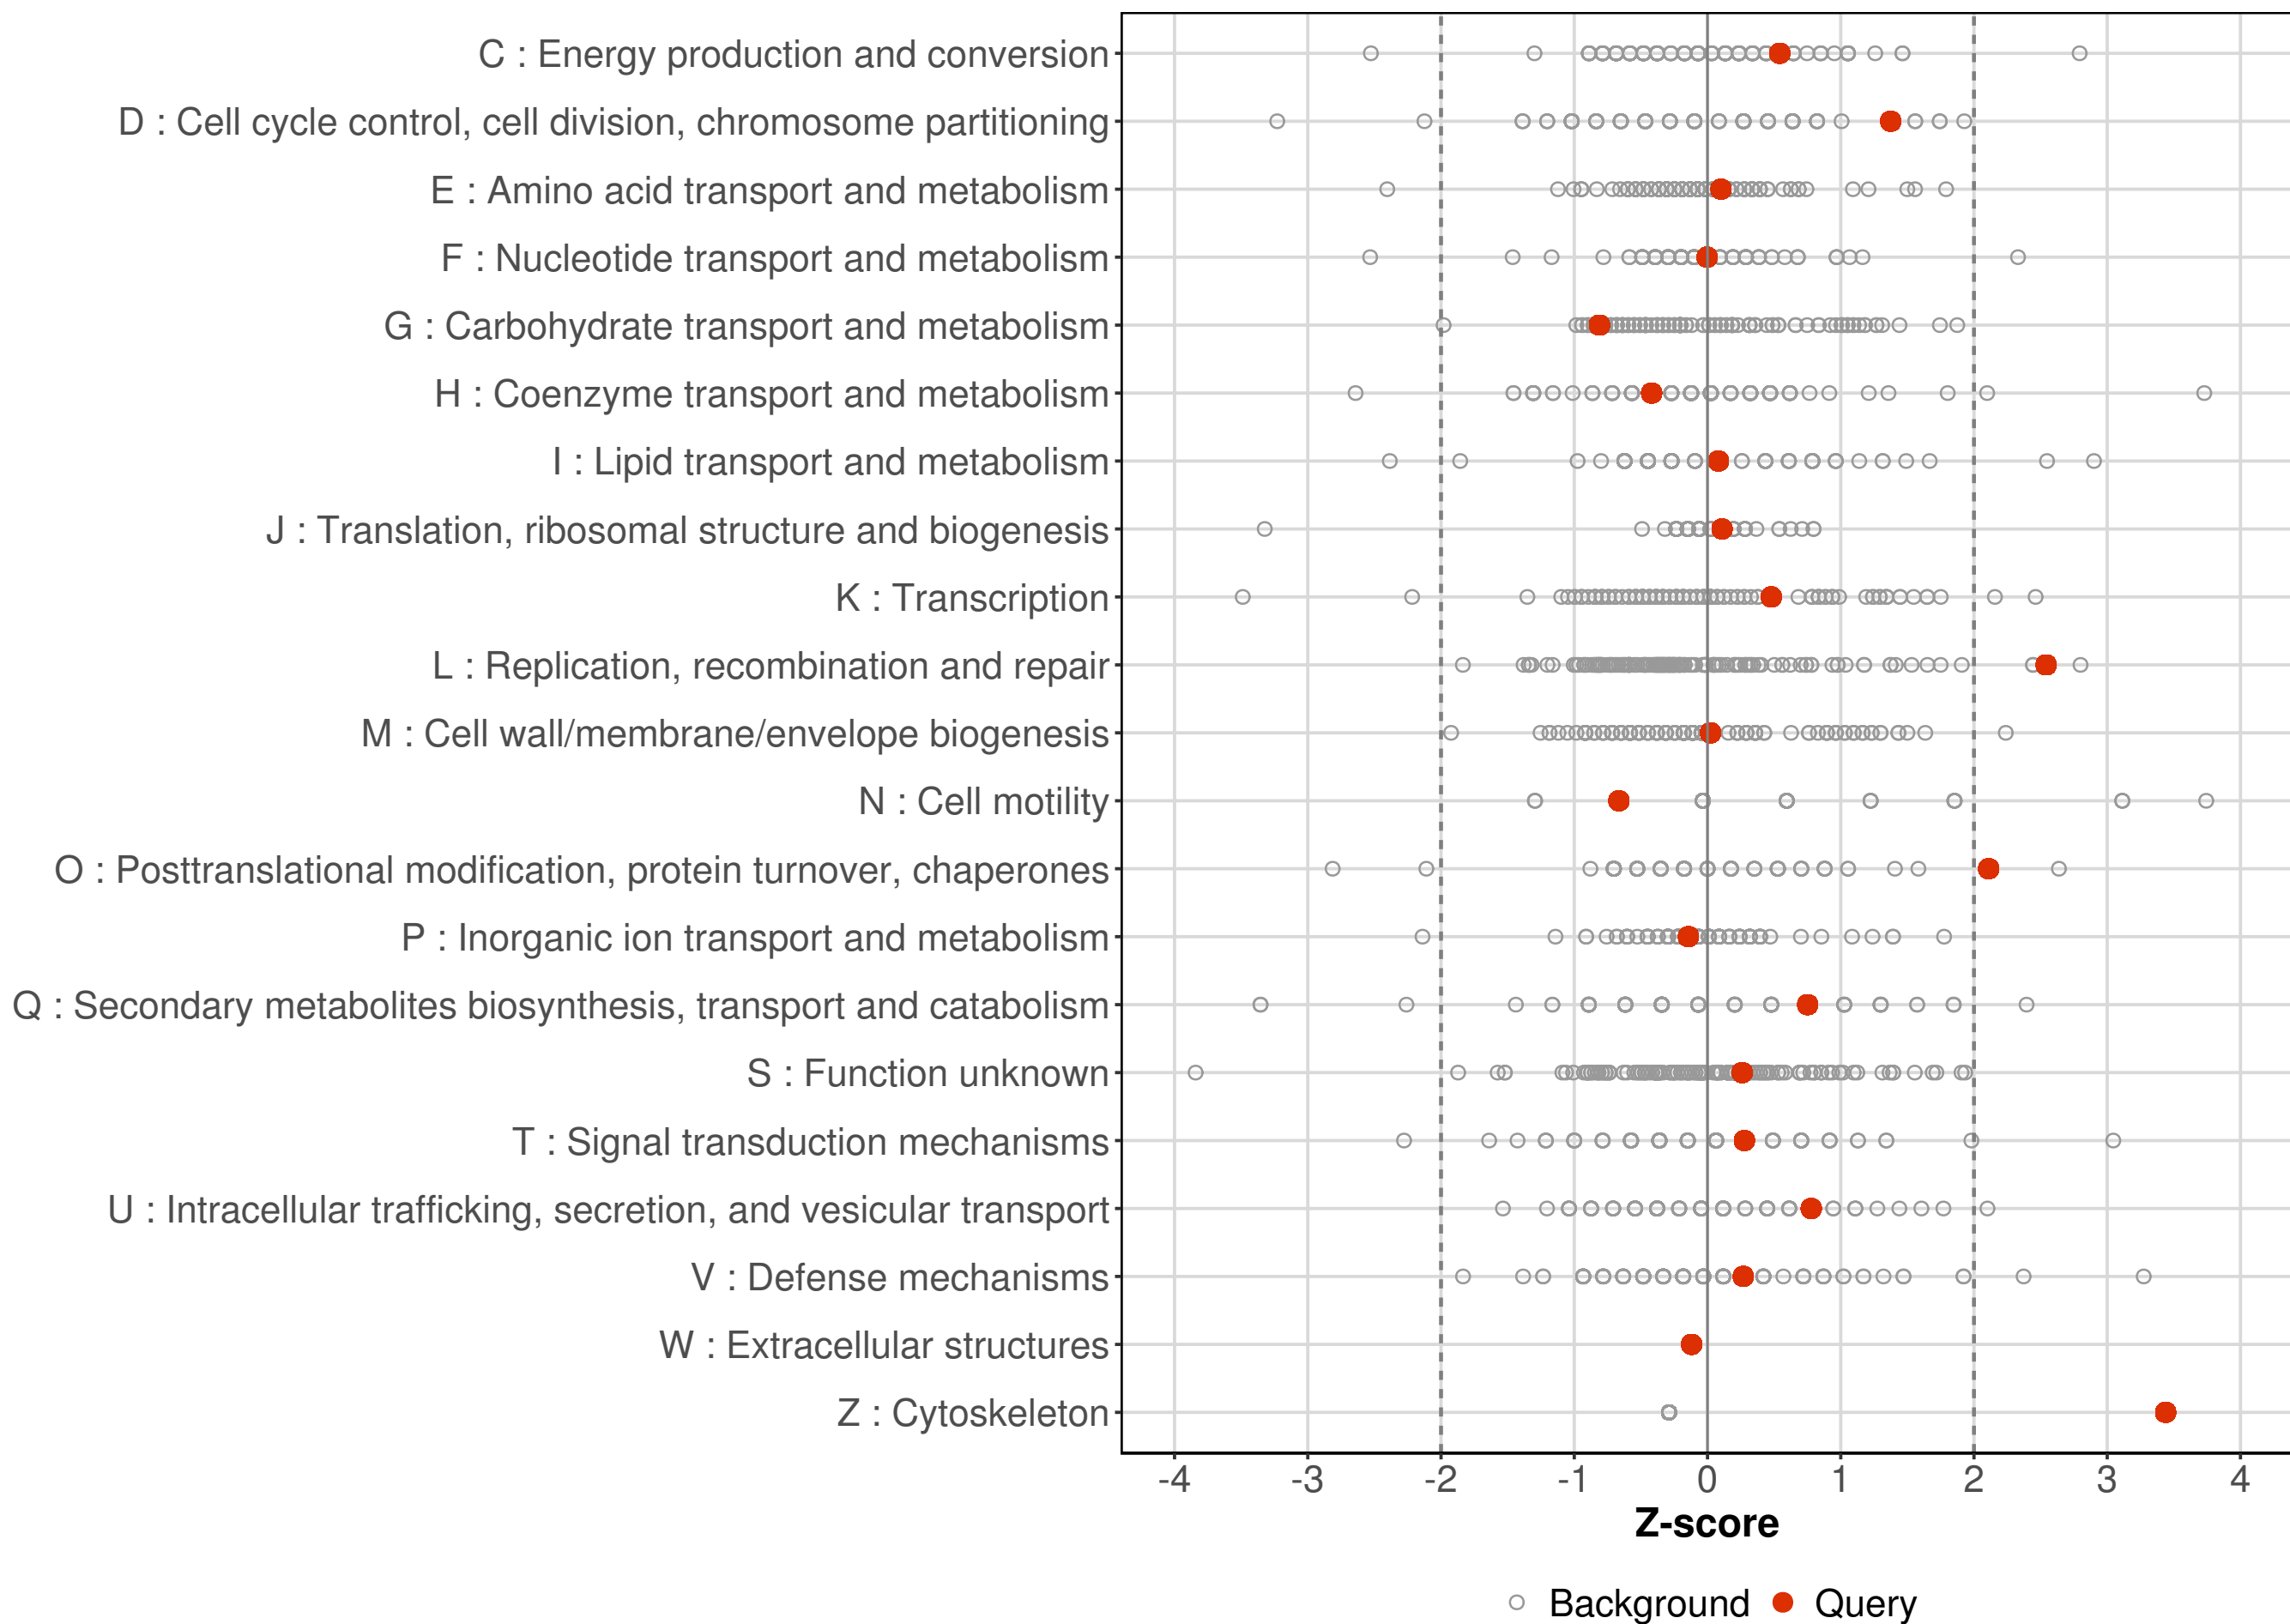 C : Energy production and conversion
D : Cell cycle control, cell division, chromosome partitioning
E : Amino acid transport and metabolism
F : Nucleotide transport and metabolism
G : Carbohydrate transport and metabolism
H : Coenzyme transport and metabolism
I : Lipid transport and metabolism
J : Translation, ribosomal structure and biogenesis
K : Transcription
L : Replication, recombination and repair
M : Cell wall/membrane/envelope biogenesis
N : Cell motility
O : Posttranslational modification, protein turnover, chaperones
P : Inorganic ion transport and metabolism
Q : Secondary metabolites biosynthesis, transport and catabolism
S : Function unknown
T : Signal transduction mechanisms
U : Intracellular trafficking, secretion, and vesicular transport
V : Defense mechanisms
W : Extracellular structures
Z : Cytoskeleton
-4 -3 -2 -1 0 1 2 3 4
Z-score
Background Query